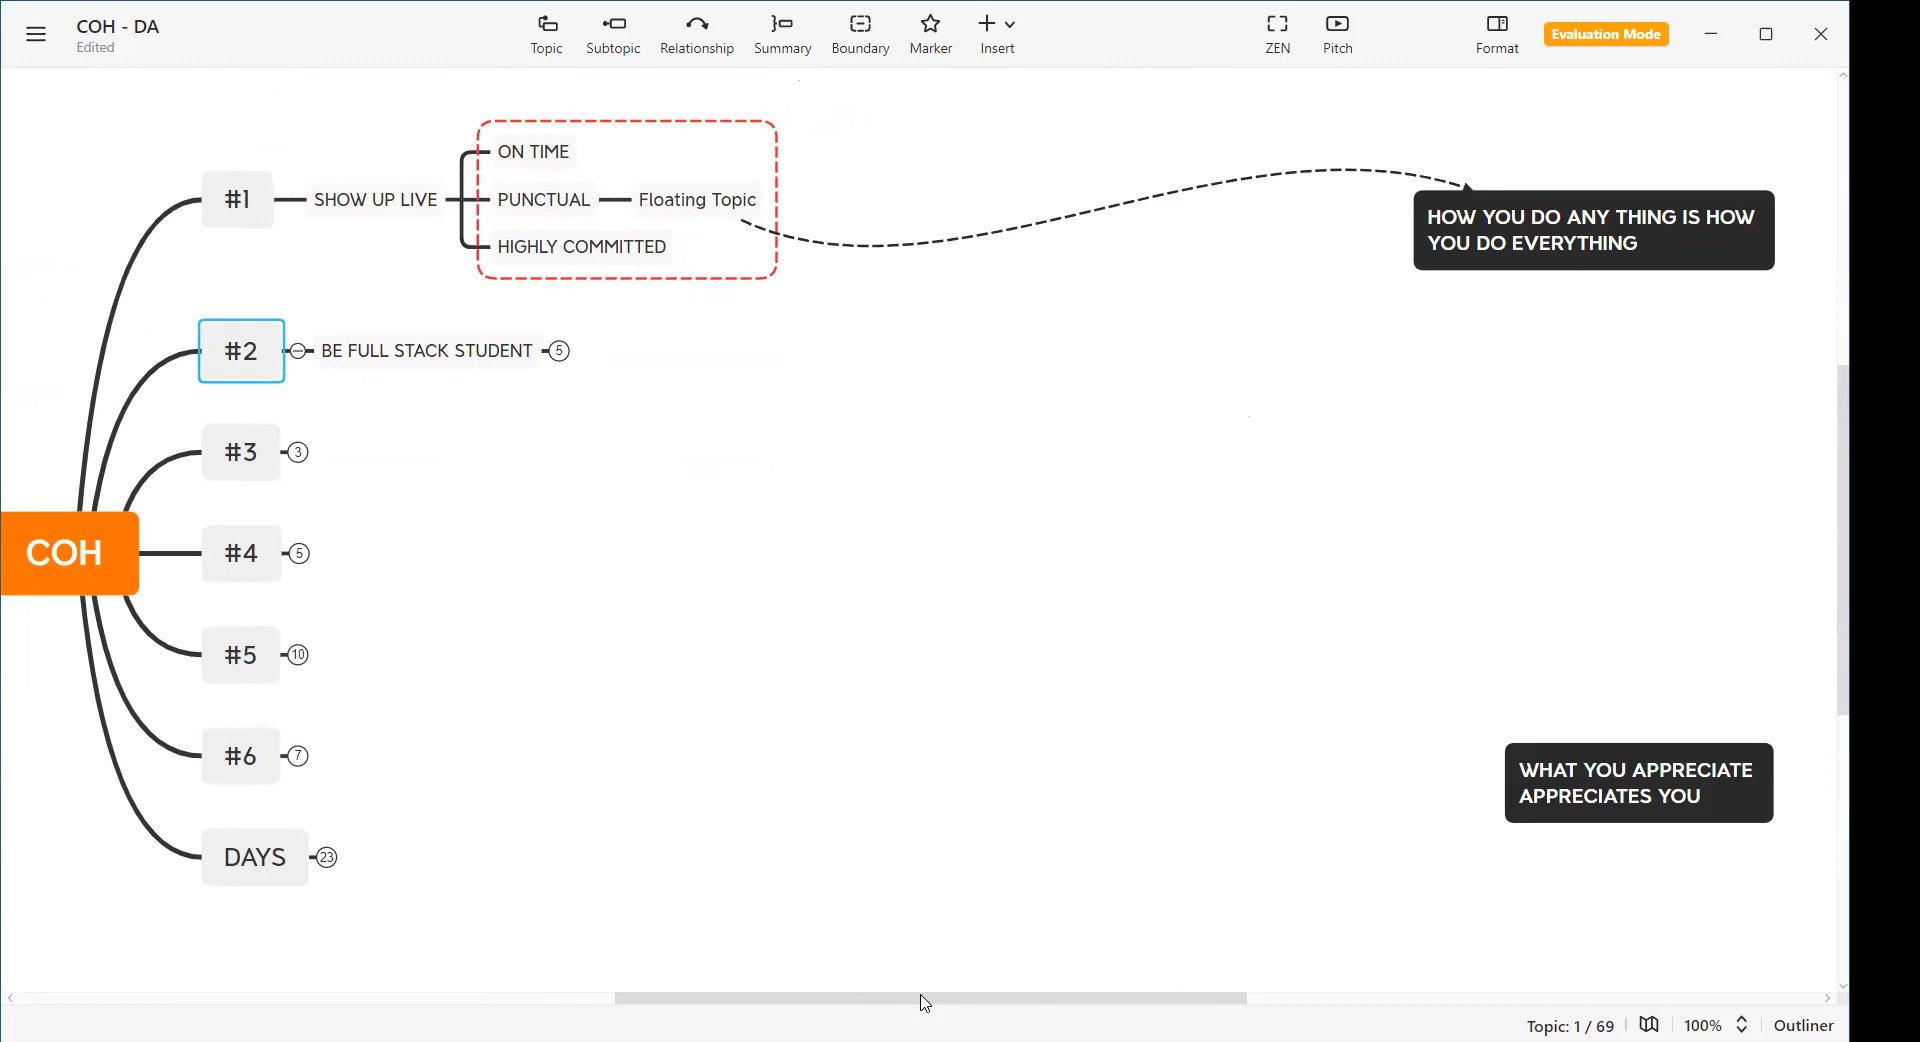 COH - DA
Edited
Topic
Subtopic
Relationship
Summary
Boundary
Marker
Insert
ZEN
Pitch
Format
Evaluation Mode
#1
SHOW UP LIVE
ON TIME
PUNCTUAL
Floating Topic
HIGHLY COMMITTED
HOW YOU DO ANY THING IS HOW
YOU DO EVERYTHING
#2
BE FULL STACK STUDENT
5
#3
3
COH
#4
5
#5
10
#6
7
WHAT YOU APPRECIATE
APPRECIATES YOU
DAYS
23
Topic: 1 / 69
100%
Outliner